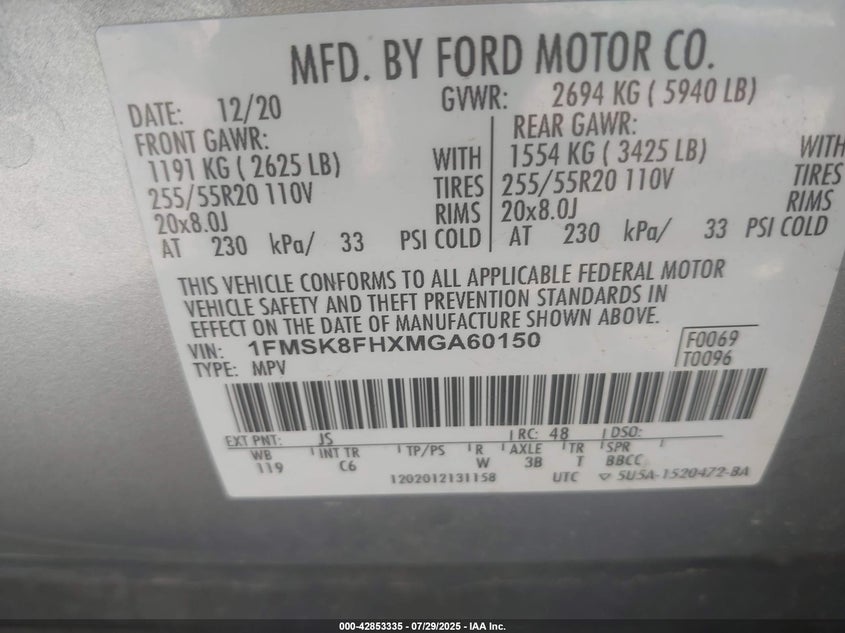 MFD. BY FORD MOTOR CO.
DATE: 12/20 GVWR: 2694 KG ( 5940 LB)
FRONT GAWR: REAR GAWR:
1191 KG ( 2625 LB) WITH 1554 KG ( 3425 LB) WITH
255/55R20 110V TIRES 255/55R20 110V TIRES
20x8.0J RIMS 20x8.0J RIMS
AT 230 kPa/ 33 PSI COLD AT 230 kPa/ 33 PSI COLD
THIS VEHICLE CONFORMS TO ALL APPLICABLE FEDERAL MOTOR
VEHICLE SAFETY AND THEFT PREVENTION STANDARDS IN
EFFECT ON THE DATE OF MANUFACTURE SHOWN ABOVE.
VIN: 1FMSK8FHXMGA60150 F0069
TYPE: MPV T0096
EXT PNT: JS RC: 48 DSO:
WB INT TR TP/PS R AXLE TR SPR
119 C6 W 3B T BBCC
1202012131158 UTC ▽ 5U5A-1520472-BA
000-42853335 / 07/29/2025 - IAA Inc.